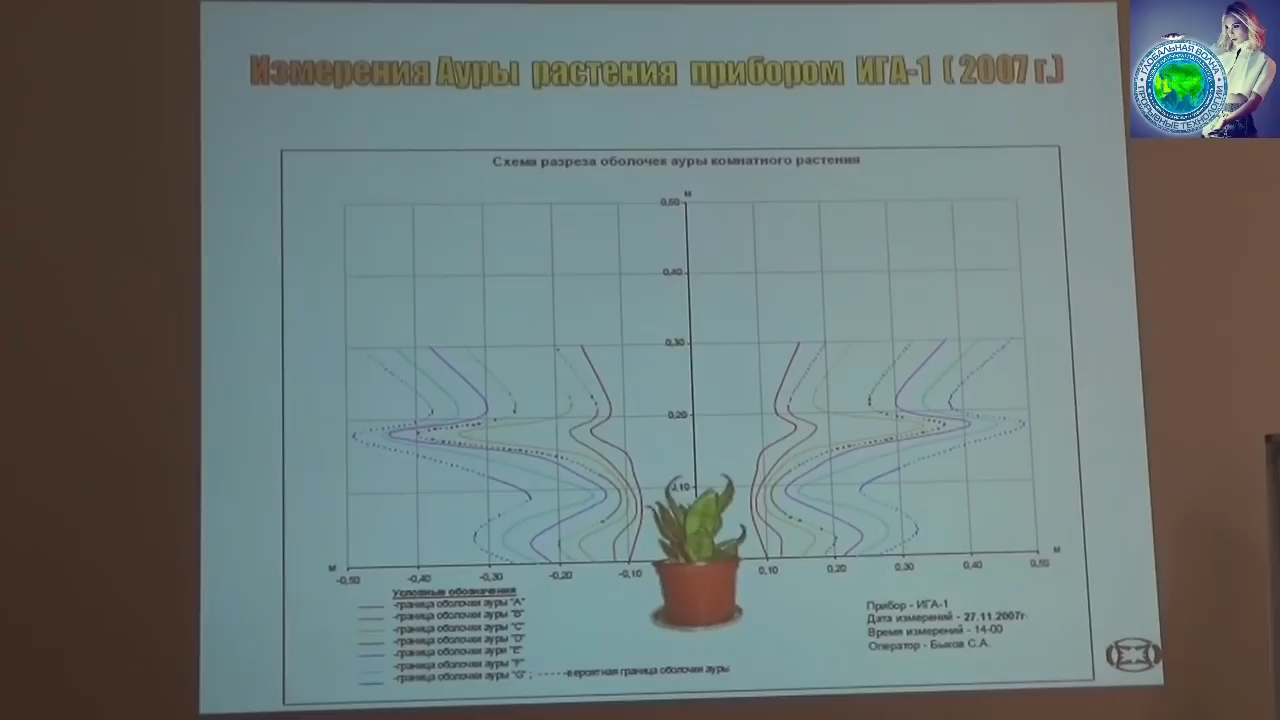 Измерения Ауры растения прибором ИГА-1 (2007 г.)
ГЛОБАЛЬНАЯ ВОЛНА
ПРОРЫВНЫЕ ТЕХНОЛОГИИ
Схема разреза оболочек ауры комнатного растения
м
0,50
0,40
0,30
0,20
0,10
м -0,50 -0,40 -0,30 -0,20 -0,10 0,10 0,20 0,30 0,40 0,50 м
Условные обозначения
-граница оболочки ауры "A"
-граница оболочки ауры "B"
-граница оболочки ауры "C"
-граница оболочки ауры "D"
-граница оболочки ауры "E"
-граница оболочки ауры "F"
-граница оболочки ауры "G" ; -----вероятная граница оболочки ауры
Прибор - ИГА-1
Дата измерений - 27.11.2007г.
Время измерений - 14-00
Оператор - Быков С.А.